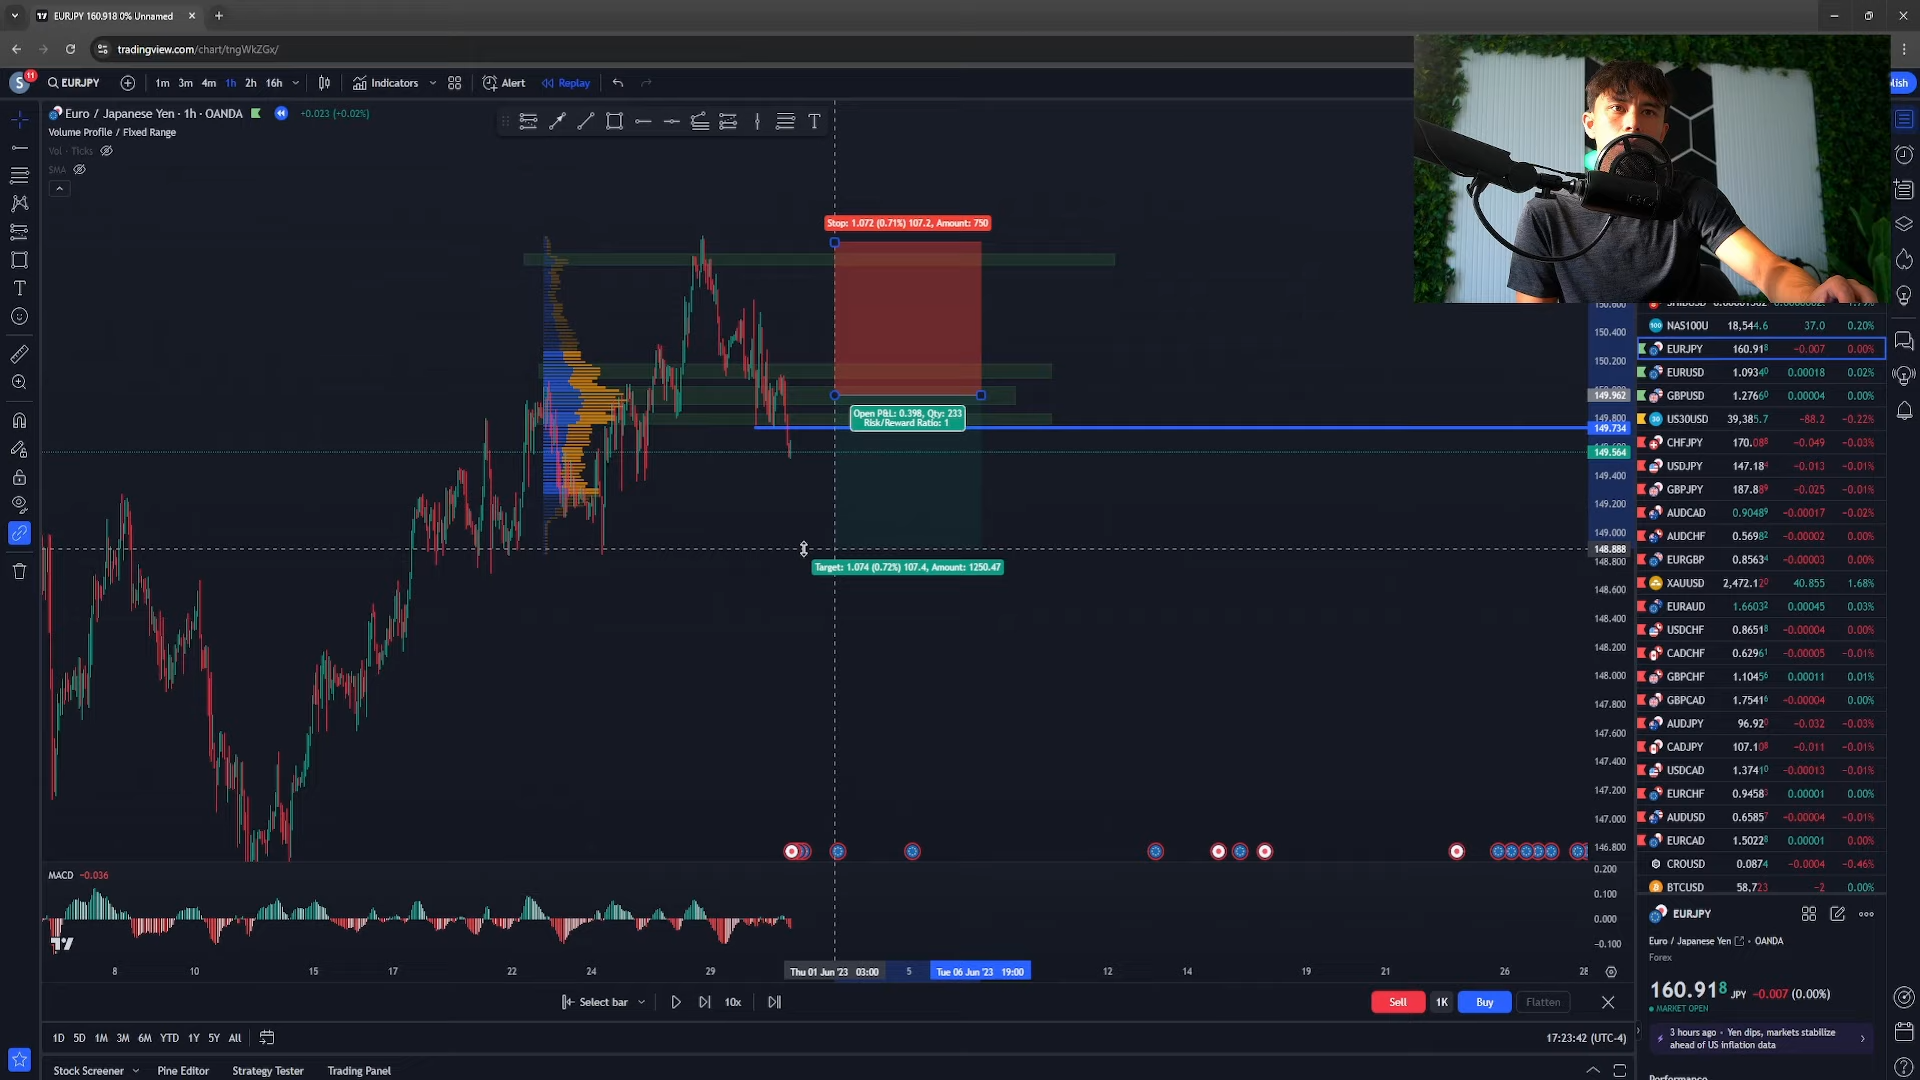 EURJPY 160.918 0% Unnamed
tradingview.com/chart/tngWkZGx/
S
11
EURJPY
1m 3m 4m 1h 2h 16h
Indicators
Alert
Replay
lish
Euro / Japanese Yen · 1h · OANDA
+0.023 (+0.02%)
Volume Profile / Fixed Range
Vol · Ticks
SMA
Stop: 1.072 (0.71%) 107.2, Amount: 750
Open P&L: 0.398, Qty: 233
Risk/Reward Ratio: 1
Target: 1.074 (0.72%) 107.4, Amount: 1250.47
150.600
150.400
150.200
149.962
149.800
149.734
149.564
149.400
149.200
149.000
148.888
148.800
148.600
148.400
148.200
148.000
147.800
147.600
147.400
147.200
147.000
146.800
0.200
0.100
0.000
-0.100
MACD -0.036
8 10 15 17 22 24 29 Thu 01 Jun '23 03:00 5 Tue 06 Jun '23 19:00 12 14 19 21 26 28
Select bar
10x
Sell 1K Buy Flatten
1D 5D 1M 3M 6M YTD 1Y 5Y All
17:23:42 (UTC-4)
Stock Screener Pine Editor Strategy Tester Trading Panel
NAS100U 18,544.6 37.0 0.20%
EURJPY 160.918 -0.007 0.00%
EURUSD 1.09340 0.00018 0.02%
GBPUSD 1.27660 0.00004 0.00%
US30USD 39,385.7 -88.2 -0.22%
CHFJPY 170.088 -0.049 -0.03%
USDJPY 147.184 -0.013 -0.01%
GBPJPY 187.889 -0.025 -0.01%
AUDCAD 0.90489 -0.00017 -0.02%
AUDCHF 0.56982 -0.00002 0.00%
EURGBP 0.85634 -0.00003 0.00%
XAUUSD 2,472.120 40.855 1.68%
EURAUD 1.66032 0.00045 0.03%
USDCHF 0.86518 -0.00004 0.00%
CADCHF 0.62961 -0.00005 -0.01%
GBPCHF 1.10456 0.00011 0.01%
GBPCAD 1.75416 -0.00004 0.00%
AUDJPY 96.920 -0.032 -0.03%
CADJPY 107.108 -0.011 -0.01%
USDCAD 1.37410 -0.00013 -0.01%
EURCHF 0.94583 0.00001 0.00%
AUDUSD 0.65857 -0.00004 -0.01%
EURCAD 1.50228 0.00001 0.00%
CROUSD 0.0874 -0.0004 -0.46%
BTCUSD 58,723 -2 0.00%
EURJPY
Euro / Japanese Yen · OANDA
Forex
160.918 JPY -0.007 (0.00%)
MARKET OPEN
3 hours ago · Yen dips, markets stabilize
ahead of US inflation data
Performance